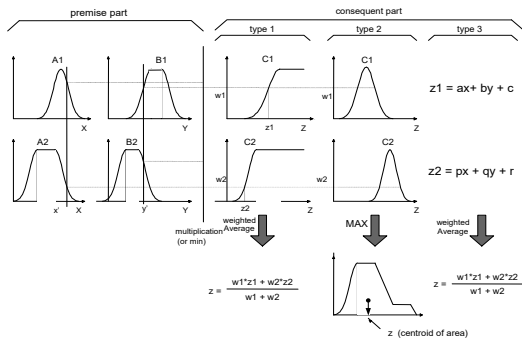 premise part
consequent part
type 1
type 2
type 3
A1
B1
C1
C1
w1
w1
z1 = ax+ by + c
X
Y
z1
Z
Z
A2
B2
C2
C2
w2
w2
z2 = px + qy + r
x'
X
y'
Y
z2
Z
Z
multiplication
(or min)
weighted
Average
MAX
weighted
Average
z = w1*z1 + w2*z2
w1 + w2
z = w1*z1 + w2*z2
w1 + w2
z (centroid of area)